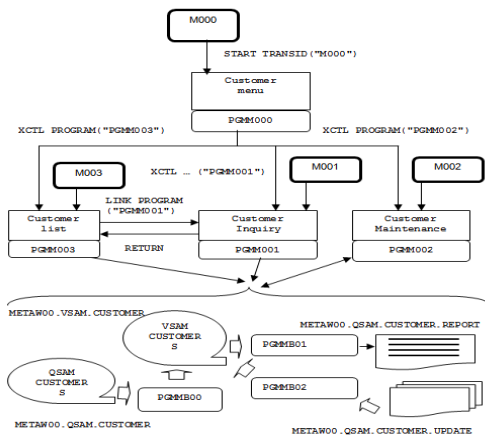 M000
START TRANSID("M000")
Customer
menu
PGMM000
XCTL PROGRAM("PGMM003")
XCTL PROGRAM("PGMM002")
M003
XCTL … ("PGMM001")
M001
M002
LINK PROGRAM
("PGMM001")
Customer
list
PGMM003
RETURN
Customer
Inquiry
PGMM001
Customer
Maintenance
PGMM002
METAW00.VSAM.CUSTOMER
VSAM
CUSTOMER
S
METAW00.QSAM.CUSTOMER.REPORT
PGMMB01
QSAM
CUSTOMER
S
PGMMB00
PGMMB02
METAW00.QSAM.CUSTOMER
METAW00.QSAM.CUSTOMER.UPDATE